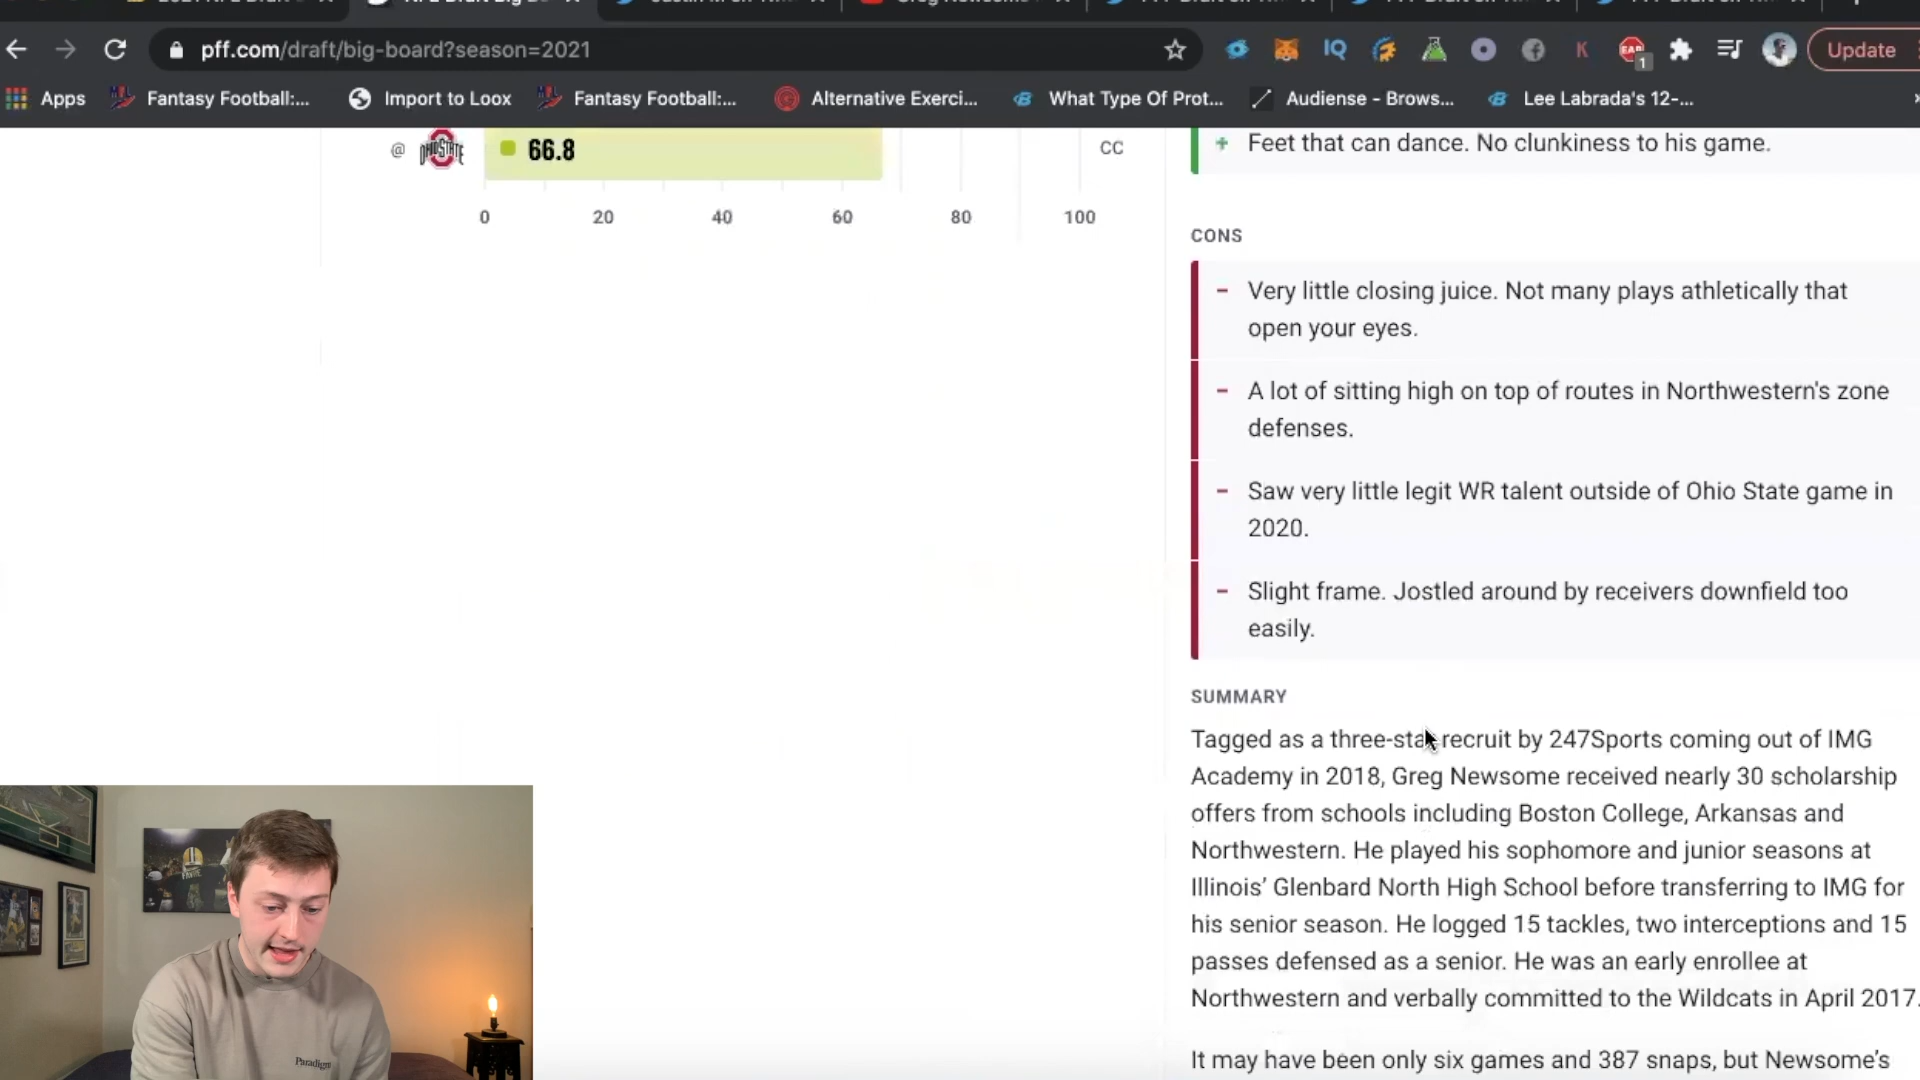 pff.com/draft/big-board?season=2021
Update
Apps
Fantasy Football:...
Import to Loox
Fantasy Football:...
Alternative Exerci...
What Type Of Prot...
Audiense - Brows...
Lee Labrada's 12-...
@ OHIO STATE 66.8 CC
0 20 40 60 80 100
+ Feet that can dance. No clunkiness to his game.
CONS
- Very little closing juice. Not many plays athletically that
open your eyes.
- A lot of sitting high on top of routes in Northwestern's zone
defenses.
- Saw very little legit WR talent outside of Ohio State game in
2020.
- Slight frame. Jostled around by receivers downfield too
easily.
SUMMARY
Tagged as a three-star recruit by 247Sports coming out of IMG
Academy in 2018, Greg Newsome received nearly 30 scholarship
offers from schools including Boston College, Arkansas and
Northwestern. He played his sophomore and junior seasons at
Illinois’ Glenbard North High School before transferring to IMG for
his senior season. He logged 15 tackles, two interceptions and 15
passes defensed as a senior. He was an early enrollee at
Northwestern and verbally committed to the Wildcats in April 2017.
It may have been only six games and 387 snaps, but Newsome’s
IQ
K
EAP
1
Paradigm